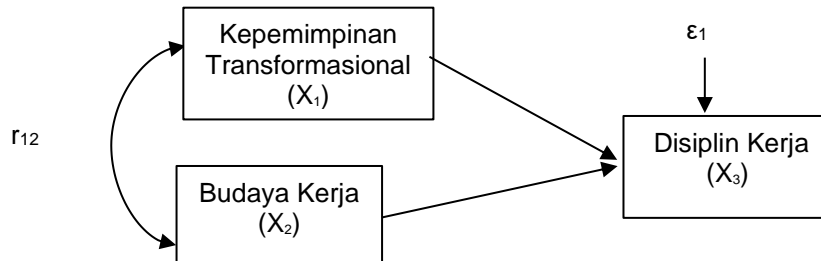 Kepemimpinan
Transformasional
(X₁)
ε₁
r₁₂
Disiplin Kerja
(X₃)
Budaya Kerja
(X₂)